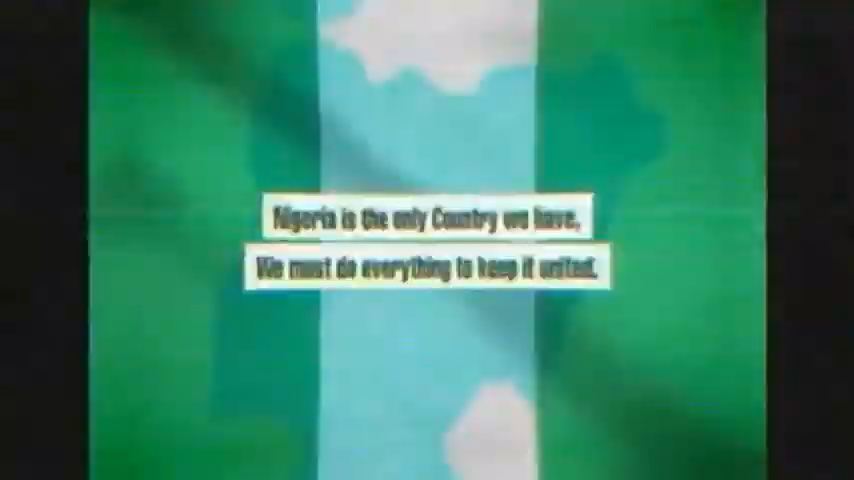 Nigeria is the only Country we have,
We must do everything to keep it united.